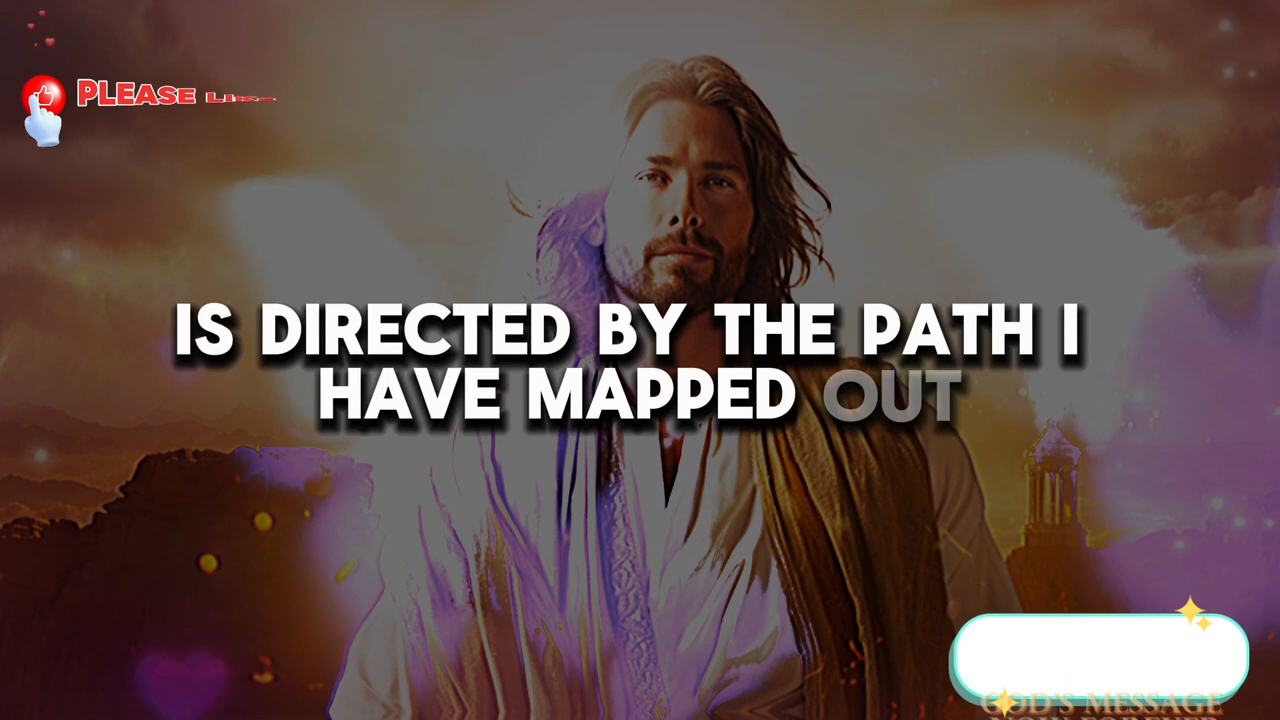 PLEASE
IS DIRECTED BY THE PATH I
HAVE MAPPED OUT
GOD'S MESSAGE